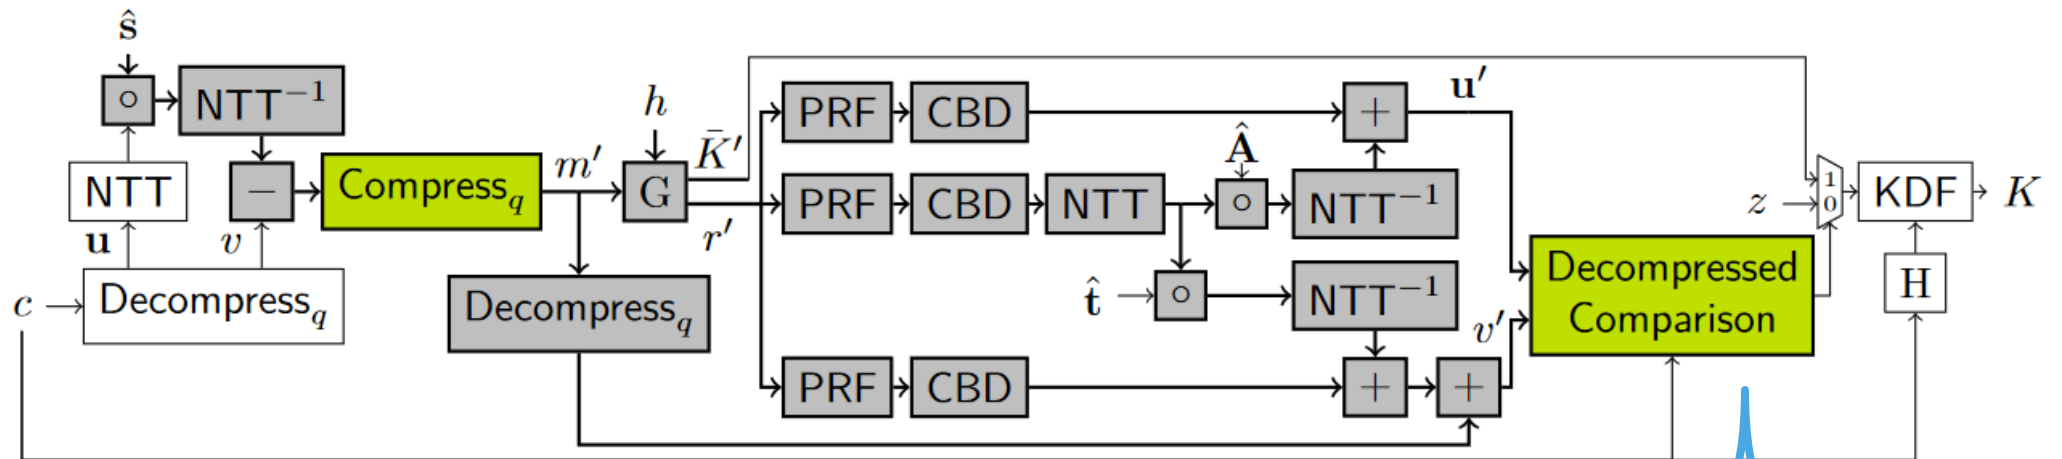 ŝ
∘
NTT⁻¹
NTT
−
u
v
c
Decompress_q
Compress_q
m′
h
G
K̄′
r′
Decompress_q
PRF
CBD
+
u′
PRF
CBD
NTT
Â
∘
NTT⁻¹
t̂
∘
NTT⁻¹
PRF
CBD
+
+
v′
Decompressed
Comparison
z
1
0
KDF
K
H